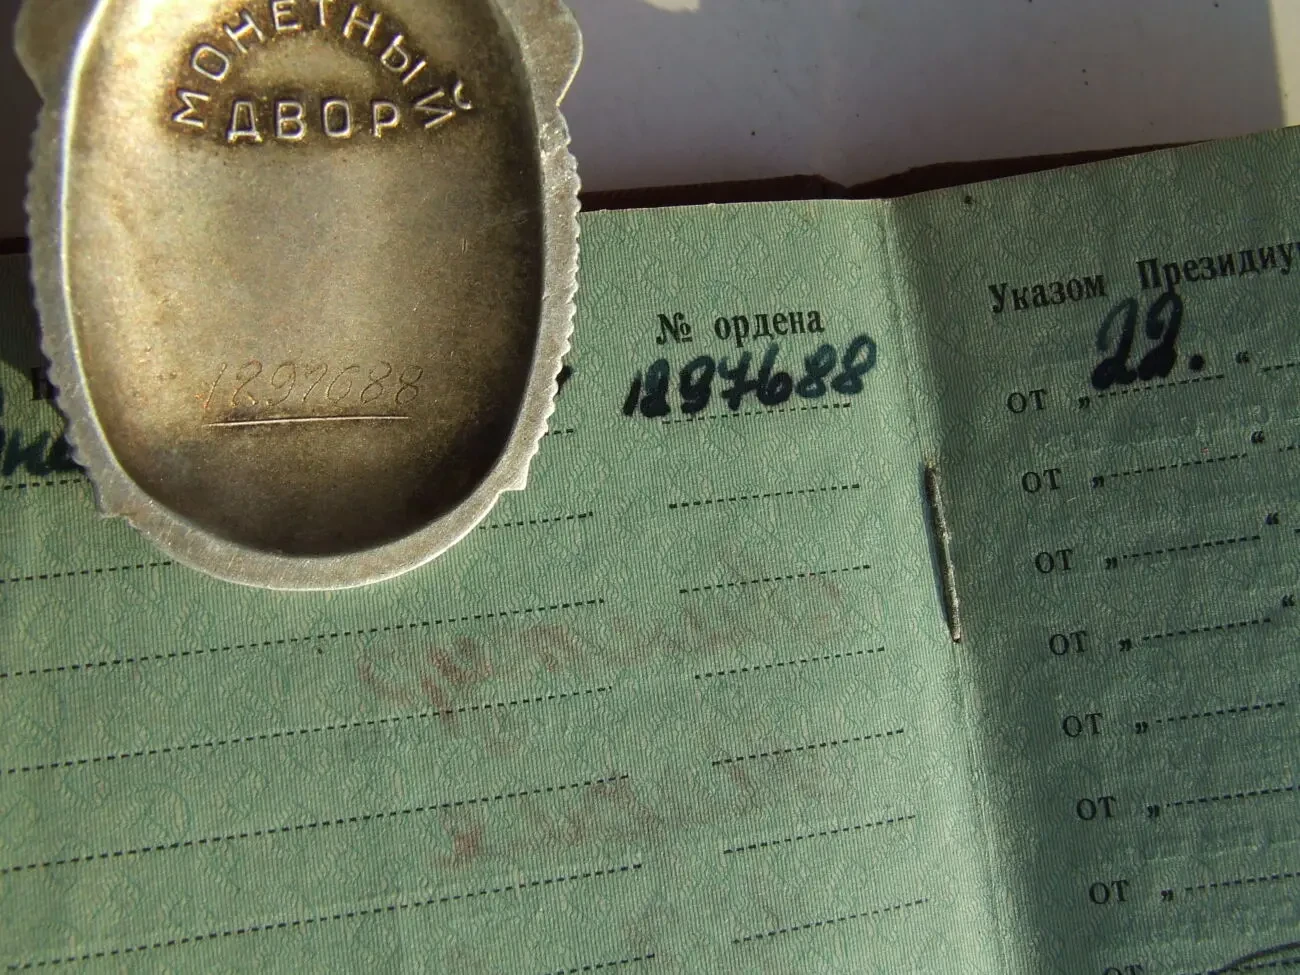 МОНЕТНЫЙ
ДВОР
1297688
№ ордена
1297688
Указом Президиу
от „ 22. “
от „ “
от „ “
от „ “
от „
от „
от „
от